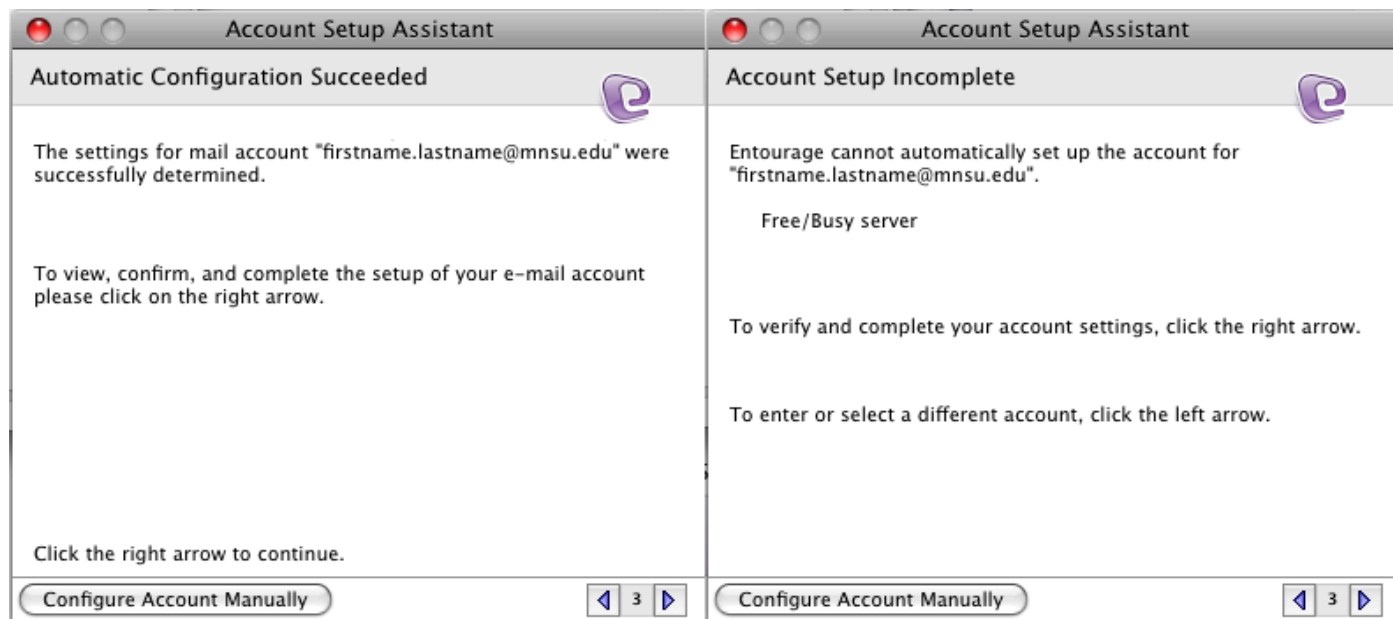 Account Setup Assistant
Automatic Configuration Succeeded
The settings for mail account "firstname.lastname@mnsu.edu" were
successfully determined.
To view, confirm, and complete the setup of your e-mail account
please click on the right arrow.
Click the right arrow to continue.
Configure Account Manually
3
Account Setup Assistant
Account Setup Incomplete
Entourage cannot automatically set up the account for
"firstname.lastname@mnsu.edu".
Free/Busy server
To verify and complete your account settings, click the right arrow.
To enter or select a different account, click the left arrow.
Configure Account Manually
3